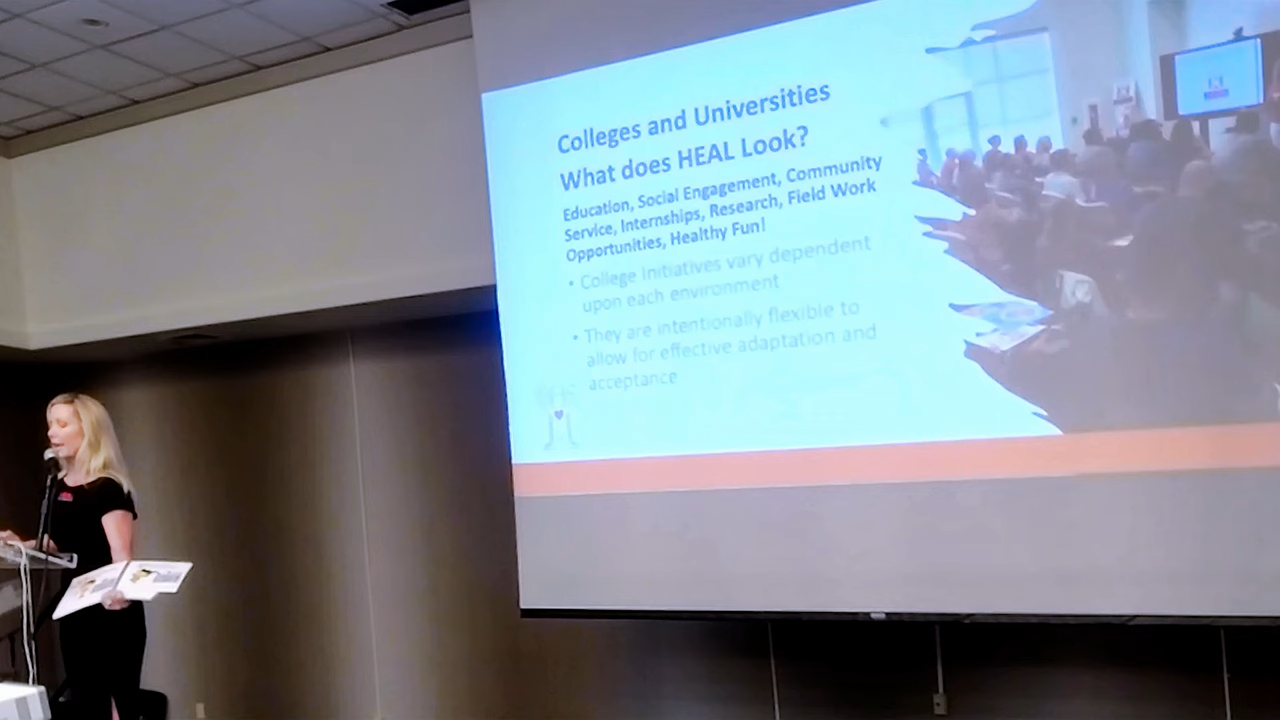 Colleges and Universities
What does HEAL Look?
Education, Social Engagement, Community
Service, Internships, Research, Field Work
Opportunities, Healthy Fun!
• College Initiatives vary dependent
upon each environment
• They are intentionally flexible to
allow for effective adaptation and
acceptance